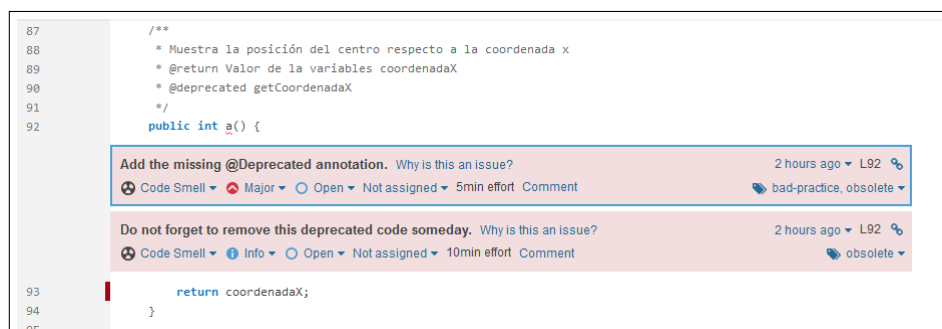 87 /**
88 * Muestra la posición del centro respecto a la coordenada x
89 * @return Valor de la variables coordenadaX
90 * @deprecated getCoordenadaX
91 */
92 public int a() {
Add the missing @Deprecated annotation. Why is this an issue? 2 hours ago L92
Code Smell Major Open Not assigned 5min effort Comment bad-practice, obsolete
Do not forget to remove this deprecated code someday. Why is this an issue? 2 hours ago L92
Code Smell Info Open Not assigned 10min effort Comment obsolete
93 return coordenadaX;
94 }
95